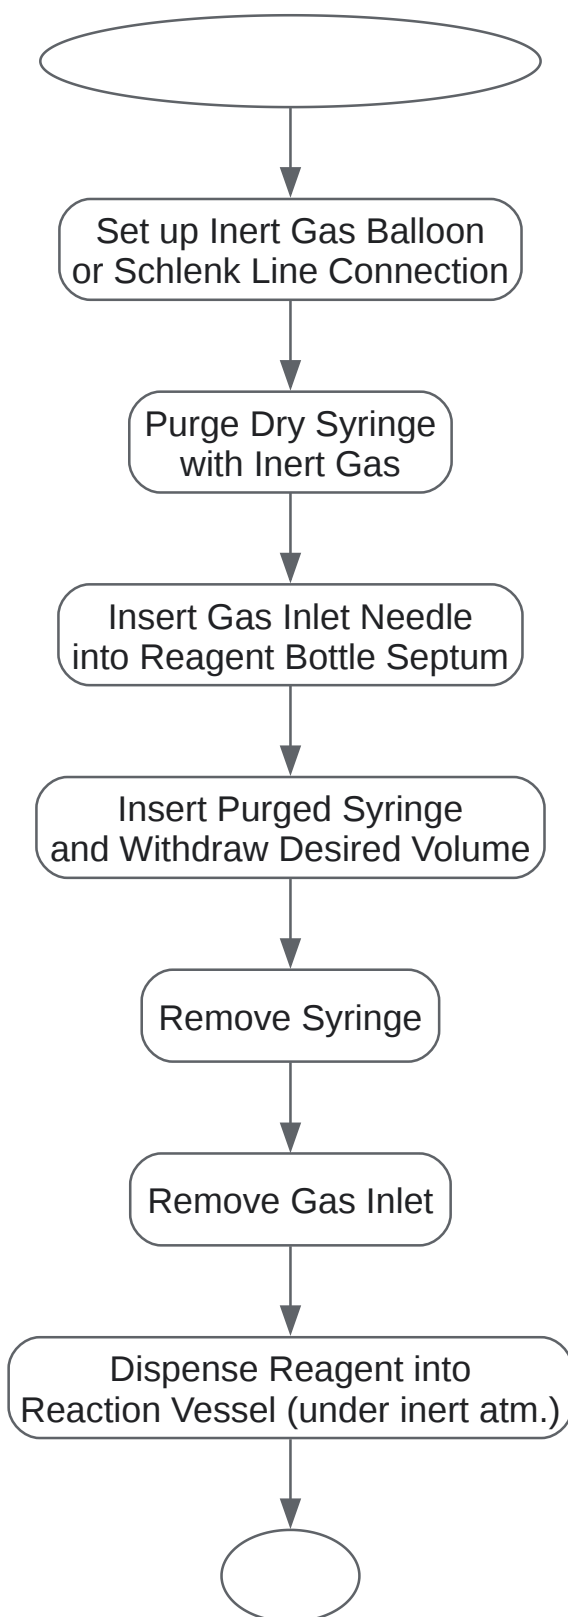 Set up Inert Gas Balloon
or Schlenk Line Connection
Purge Dry Syringe
with Inert Gas
Insert Gas Inlet Needle
into Reagent Bottle Septum
Insert Purged Syringe
and Withdraw Desired Volume
Remove Syringe
Remove Gas Inlet
Dispense Reagent into
Reaction Vessel (under inert atm.)